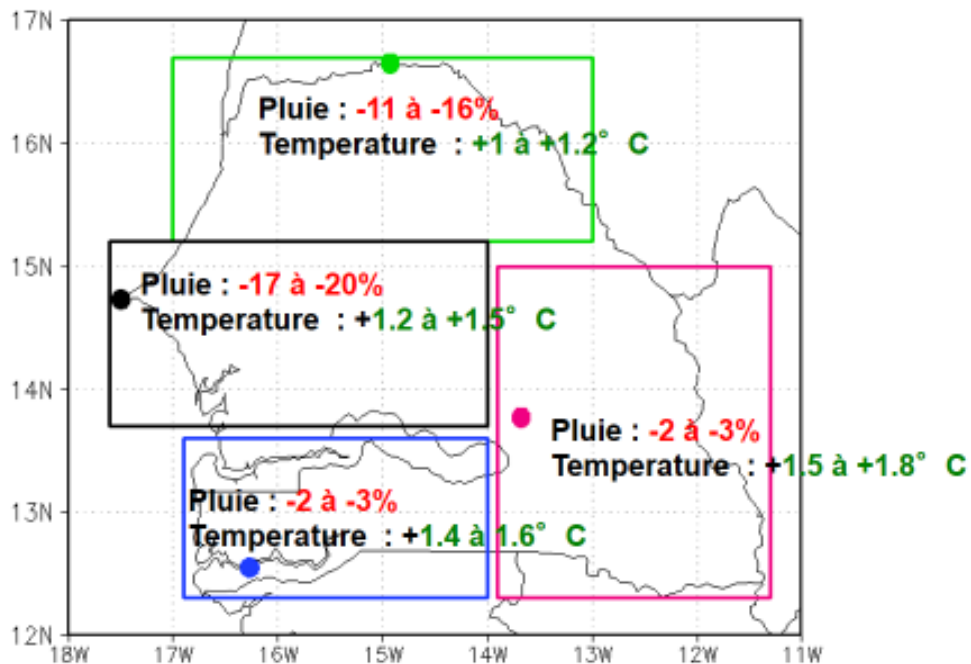 17N
Pluie : -11 à -16%
16N
Temperature : +1 à +1.2° C
15N
Pluie : -17 à -20%
Temperature : +1.2 à +1.5° C
14N
Pluie : -2 à -3%
Temperature : +1.5 à +1.8° C
13N
Pluie : -2 à -3%
Temperature : +1.4 à 1.6° C
12N
18W 17W 16W 15W 14W 13W 12W 11W